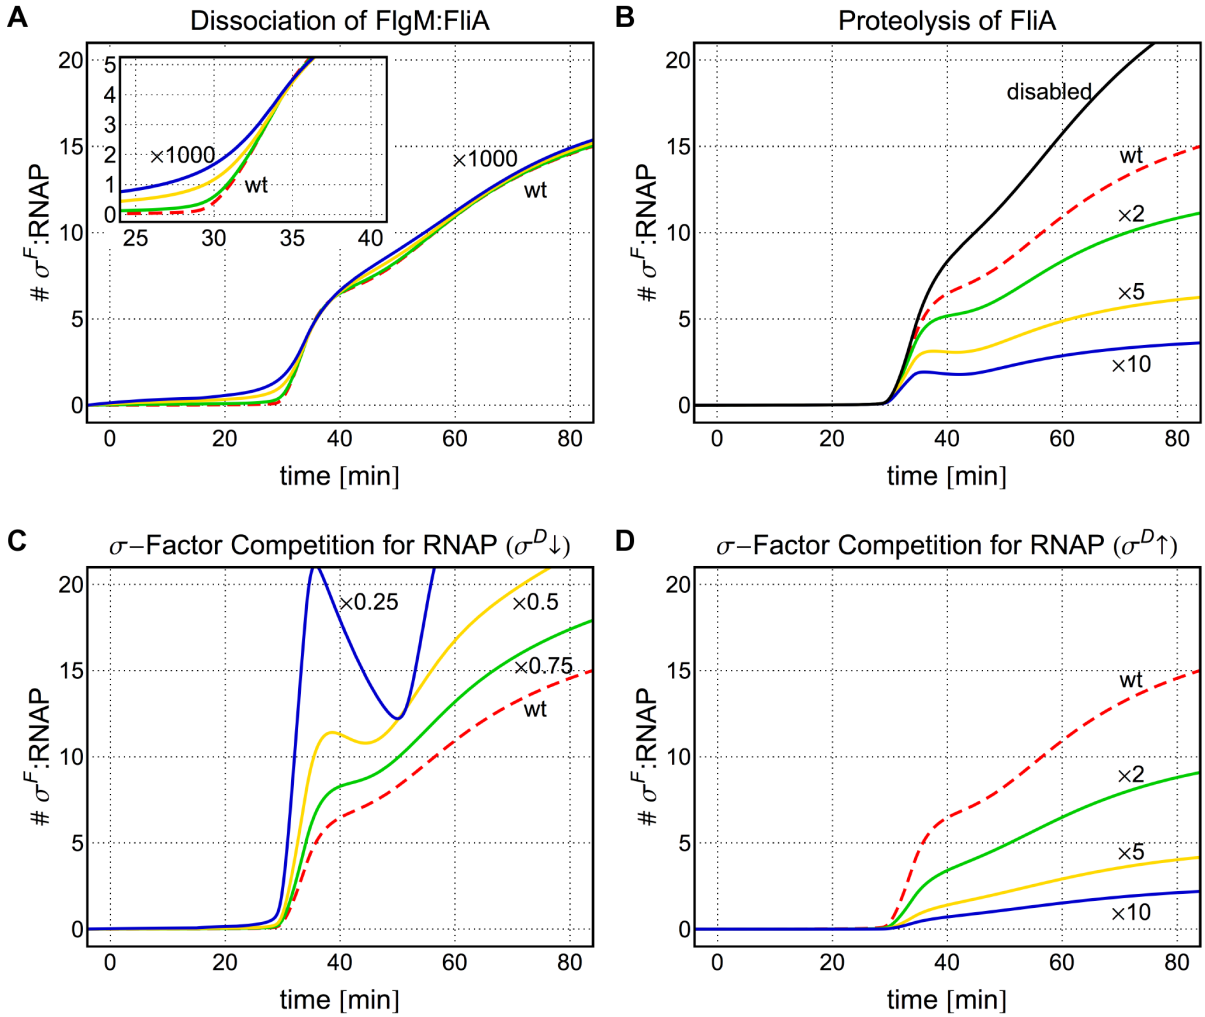 A
Dissociation of FlgM:FliA
# σF:RNAP
20
15
10
5
0
5
4
3
2
1
0
×1000
wt
25 30 35 40
×1000
wt
0 20 40 60 80
time [min]
B
Proteolysis of FliA
# σF:RNAP
20
15
10
5
0
disabled
wt
×2
×5
×10
0 20 40 60 80
time [min]
C
σ−Factor Competition for RNAP (σD↓)
# σF:RNAP
20
15
10
5
0
×0.25
×0.5
×0.75
wt
0 20 40 60 80
time [min]
D
σ−Factor Competition for RNAP (σD↑)
# σF:RNAP
20
15
10
5
0
wt
×2
×5
×10
0 20 40 60 80
time [min]